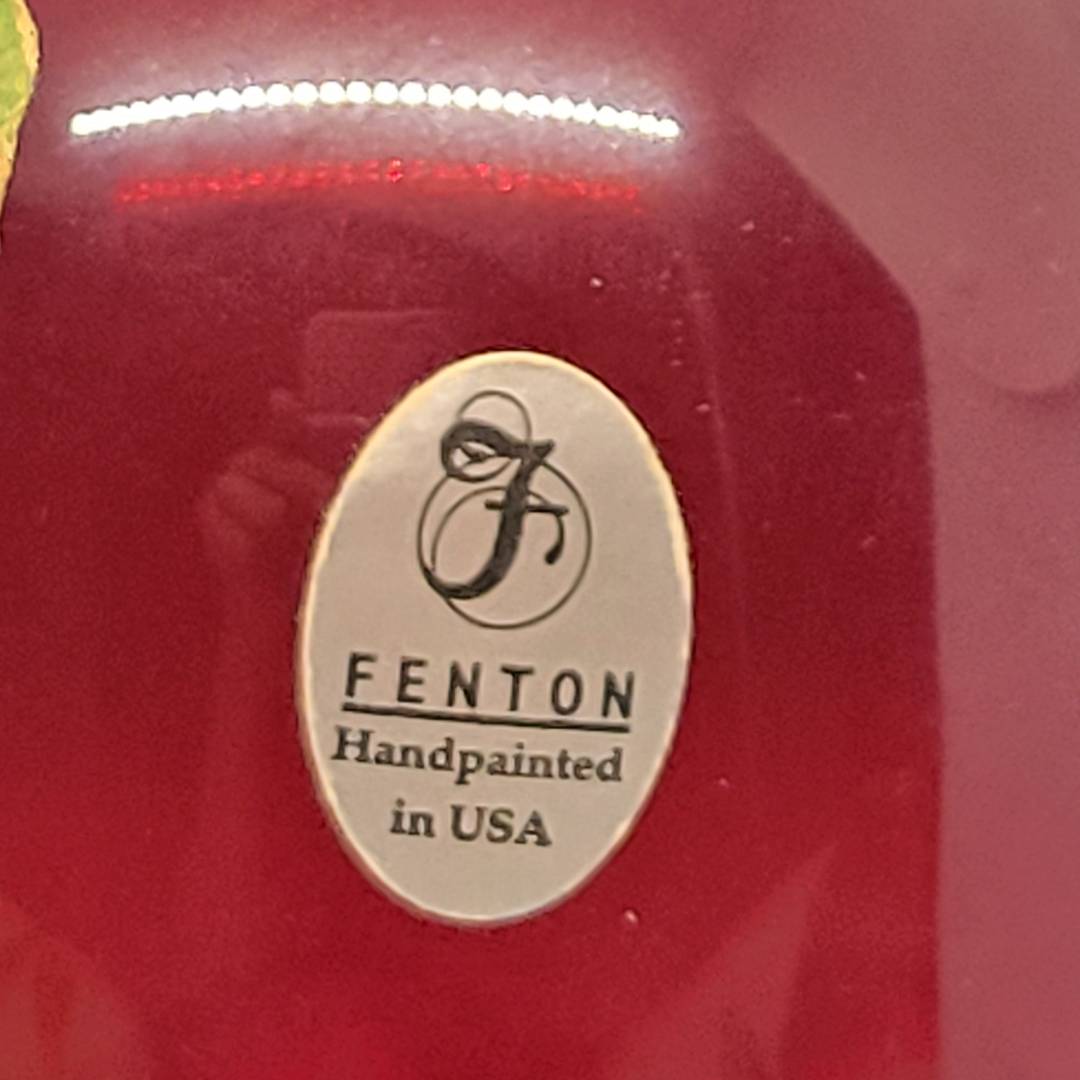 F
FENTON
Handpainted
in USA